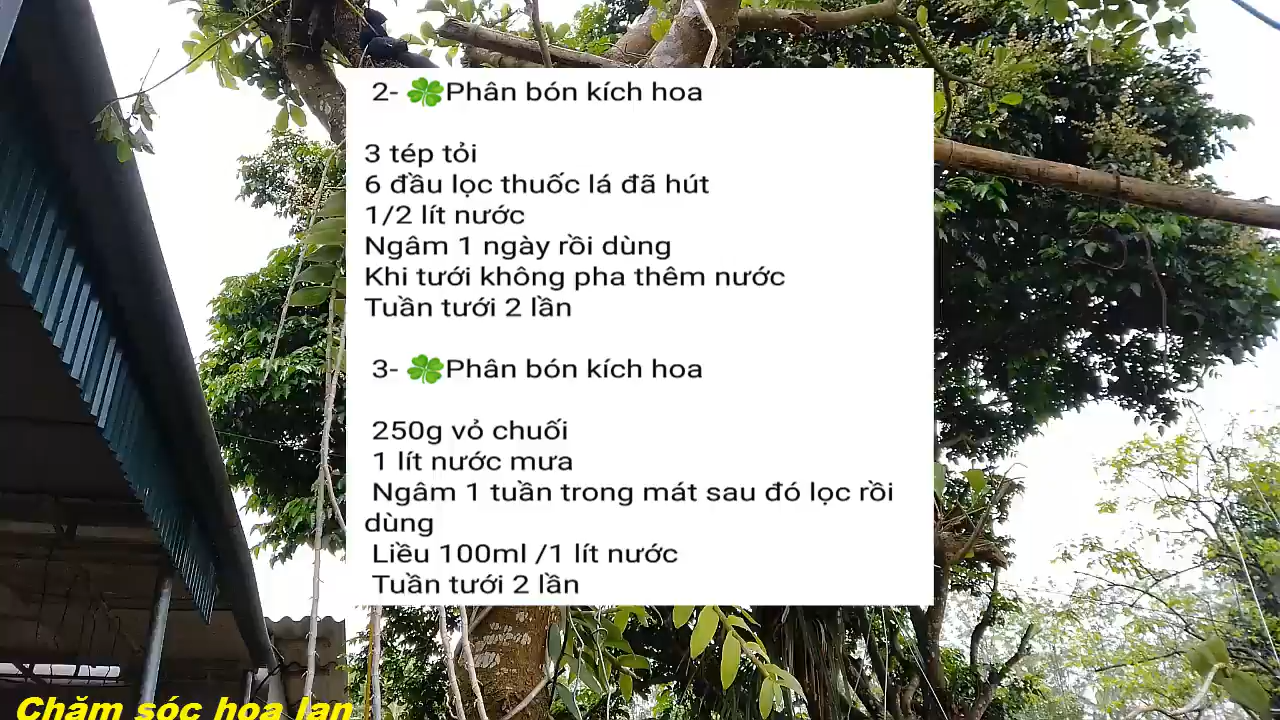 2- 🍀Phân bón kích hoa
3 tép tỏi
6 đầu lọc thuốc lá đã hút
1/2 lít nước
Ngâm 1 ngày rồi dùng
Khi tưới không pha thêm nước
Tuần tưới 2 lần
3- 🍀Phân bón kích hoa
250g vỏ chuối
1 lít nước mưa
Ngâm 1 tuần trong mát sau đó lọc rồi
dùng
Liều 100ml /1 lít nước
Tuần tưới 2 lần
Chăm sóc hoa lan